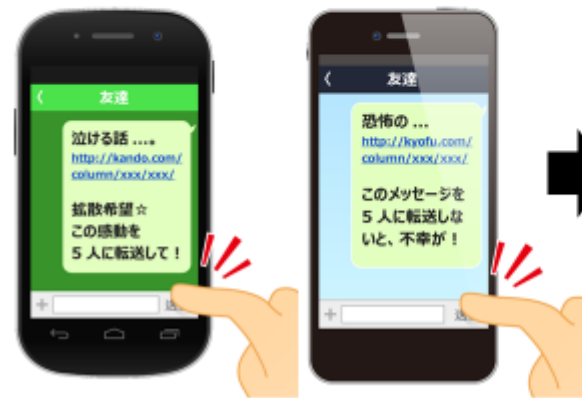 友達
泣ける話 ...。
http://kando.com/
column/xxx/xxx/
拡散希望☆
この感動を
5 人に転送して！
友達
恐怖の ...
http://kyofu.com/
column/xxx/xxx/
このメッセージを
5 人に転送しな
いと、不幸が！